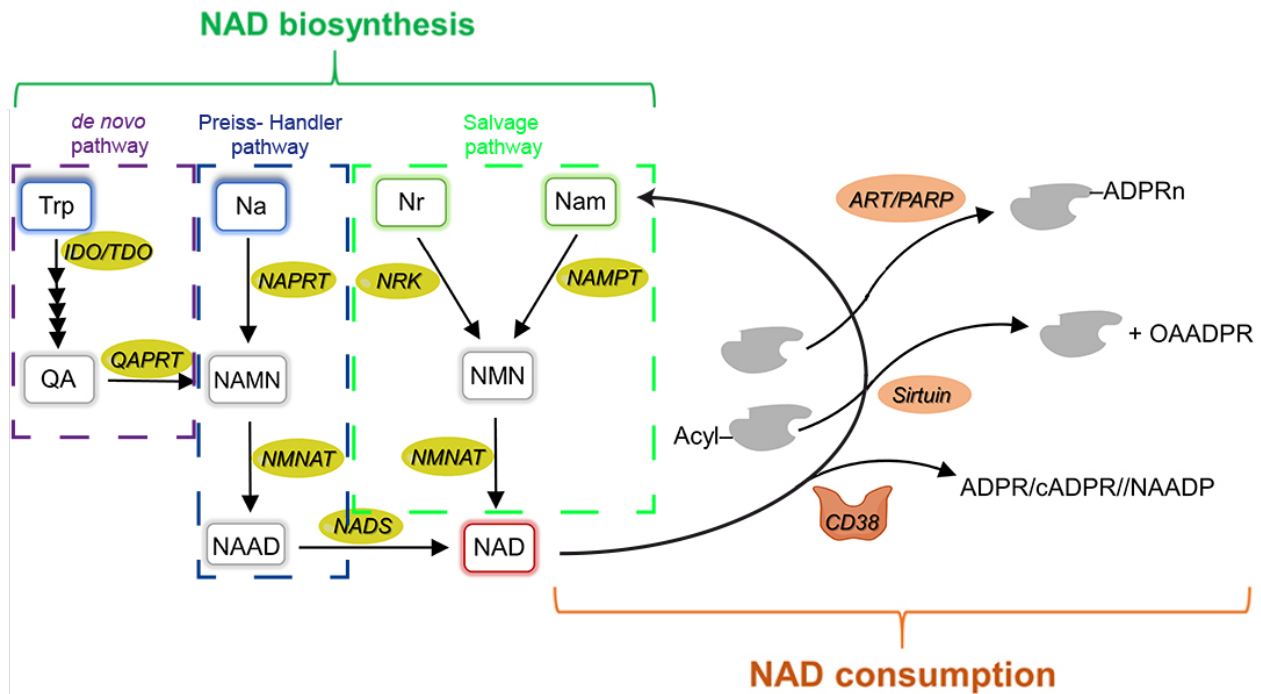 NAD biosynthesis
de novo
pathway
Preiss- Handler
pathway
Salvage
pathway
Trp
Na
Nr
Nam
IDO/TDO
NAPRT
NRK
NAMPT
QA
QAPRT
NAMN
NMN
NMNAT
NMNAT
NAAD
NADS
NAD
ART/PARP
–ADPRn
Sirtuin
+ OAADPR
Acyl–
CD38
ADPR/cADPR//NAADP
NAD consumption